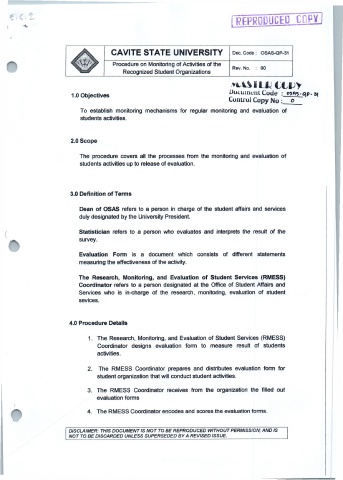 REPRODUCED COPY
CAVITE STATE UNIVERSITY
Doc. Code : OSAS-QP-31
Procedure on Monitoring of Activities of the
Recognized Student Organizations
Rev. No. : 00
MASTER COPY
Document Code : OSAS-QP-31
Control Copy No : 0
1.0 Objectives
To establish monitoring mechanisms for regular monitoring and evaluation of
students activities.
2.0 Scope
The procedure covers all the processes from the monitoring and evaluation of
students activities up to release of evaluation.
3.0 Definition of Terms
Dean of OSAS refers to a person in charge of the student affairs and services
duly designated by the University President.
Statistician refers to a person who evaluates and interprets the result of the
survey.
Evaluation Form is a document which consists of different statements
measuring the effectiveness of the activity.
The Research, Monitoring, and Evaluation of Student Services (RMESS)
Coordinator refers to a person designated at the Office of Student Affairs and
Services who is in-charge of the research, monitoring, evaluation of student
sevices.
4.0 Procedure Details
1. The Research, Monitoring, and Evaluation of Student Services (RMESS)
Coordinator designs evaluation form to measure result of students
activities.
2. The RMESS Coordinator prepares and distributes evaluation form for
student organization that will conduct student activities.
3. The RMESS Coordinator receives from the organization the filled out
evaluation forms
4. The RMESS Coordinator encodes and scores the evaluation forms.
DISCLAIMER: THIS DOCUMENT IS NOT TO BE REPRODUCED WITHOUT PERMISSION; AND IS
NOT TO BE DISCARDED UNLESS SUPERSEDED BY A REVISED ISSUE.